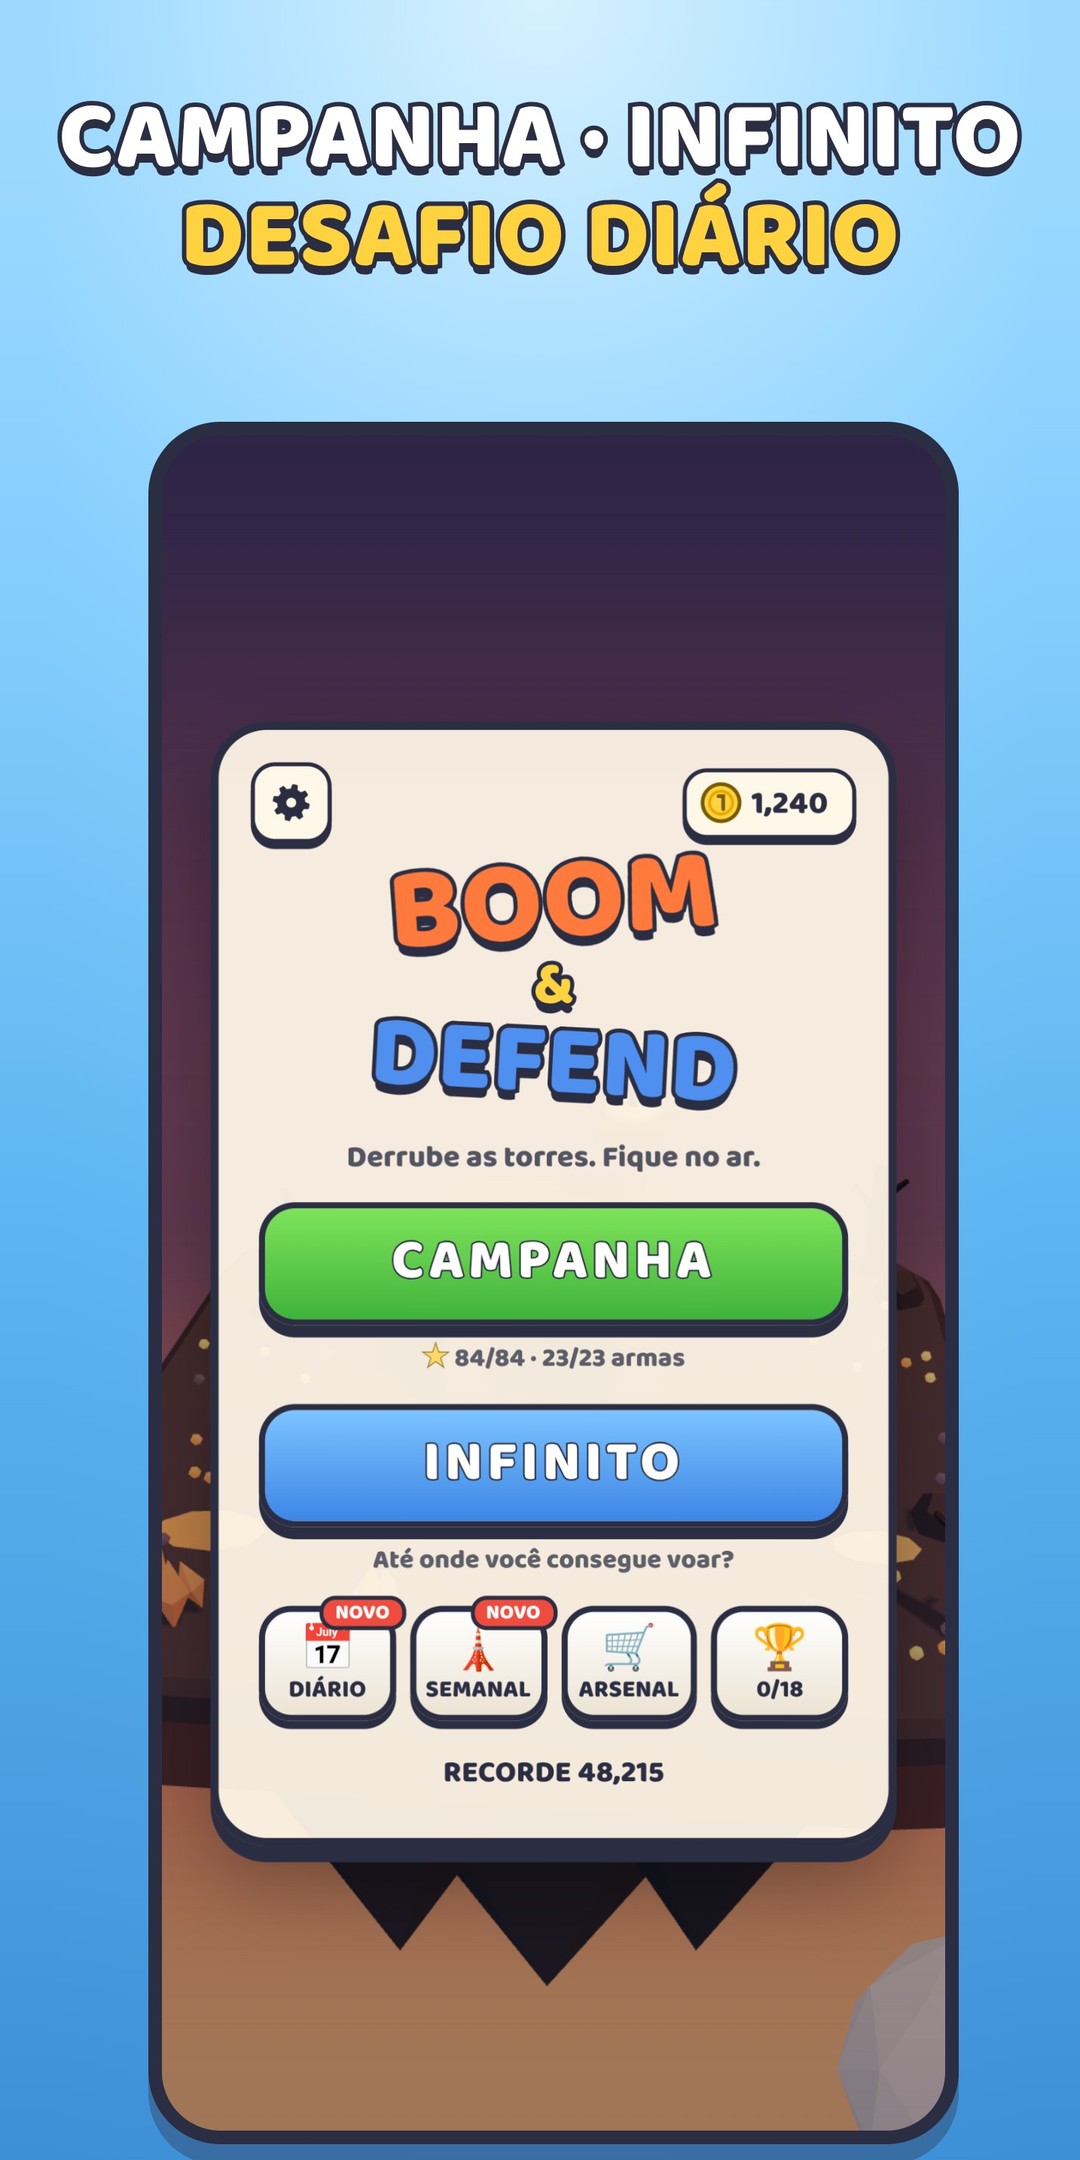 CAMPANHA · INFINITO
DESAFIO DIÁRIO
1 1,240
BOOM
&
DEFEND
Derrube as torres. Fique no ar.
CAMPANHA
84/84 · 23/23 armas
INFINITO
Até onde você consegue voar?
NOVO
July
17
DIÁRIO
NOVO
SEMANAL
ARSENAL
0/18
RECORDE 48,215